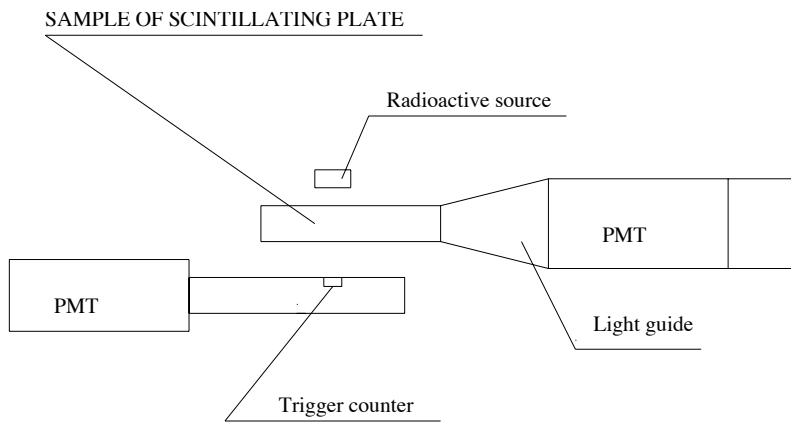 SAMPLE OF SCINTILLATING PLATE
Radioactive source
PMT
PMT
Light guide
Trigger counter